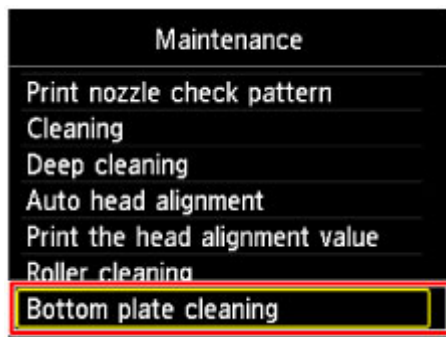 Maintenance
Print nozzle check pattern
Cleaning
Deep cleaning
Auto head alignment
Print the head alignment value
Roller cleaning
Bottom plate cleaning